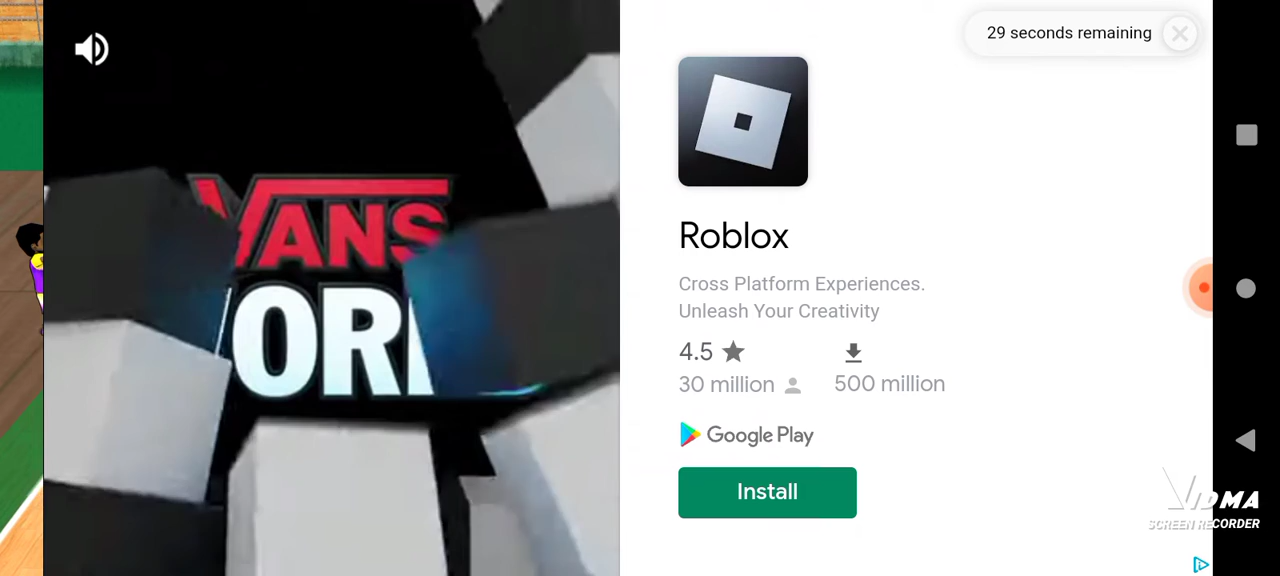 29 seconds remaining
VANS
Roblox
Cross Platform Experiences.
Unleash Your Creativity
4.5
30 million
500 million
Google Play
Install
VIDMA
SCREEN RECORDER